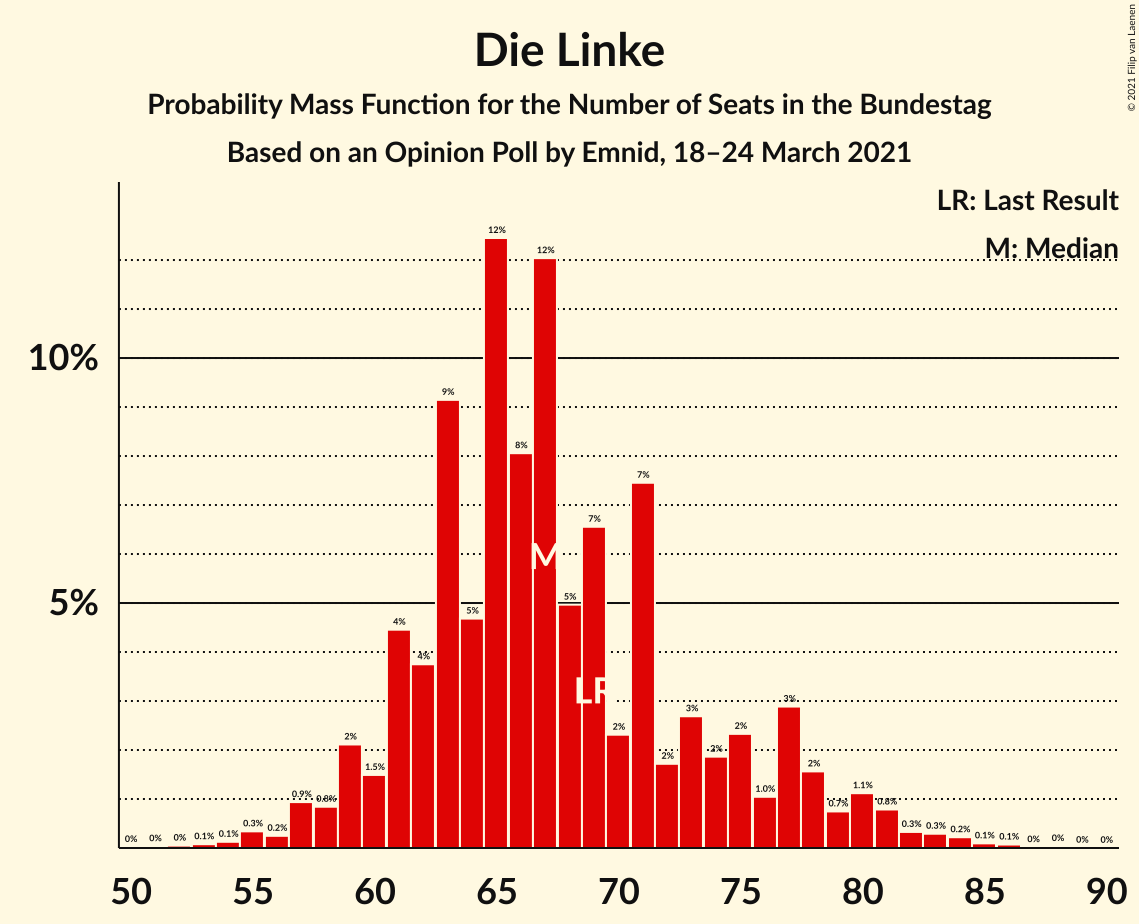 Die Linke
Probability Mass Function for the Number of Seats in the Bundestag
Based on an Opinion Poll by Emnid, 18–24 March 2021
© 2021 Filip van Laenen
LR: Last Result
M: Median
10%
5%
0% 0% 0% 0.1% 0.1% 0.3% 0.2% 0.9% 0.8% 2% 1.5% 4% 4% 9% 5% 12% 8% 12% 5% 7% 2% 7% 2% 3% 2% 2% 1.0% 3% 2% 0.7% 1.1% 0.8% 0.3% 0.3% 0.2% 0.1% 0.1% 0% 0% 0% 0%
M
LR
50 55 60 65 70 75 80 85 90